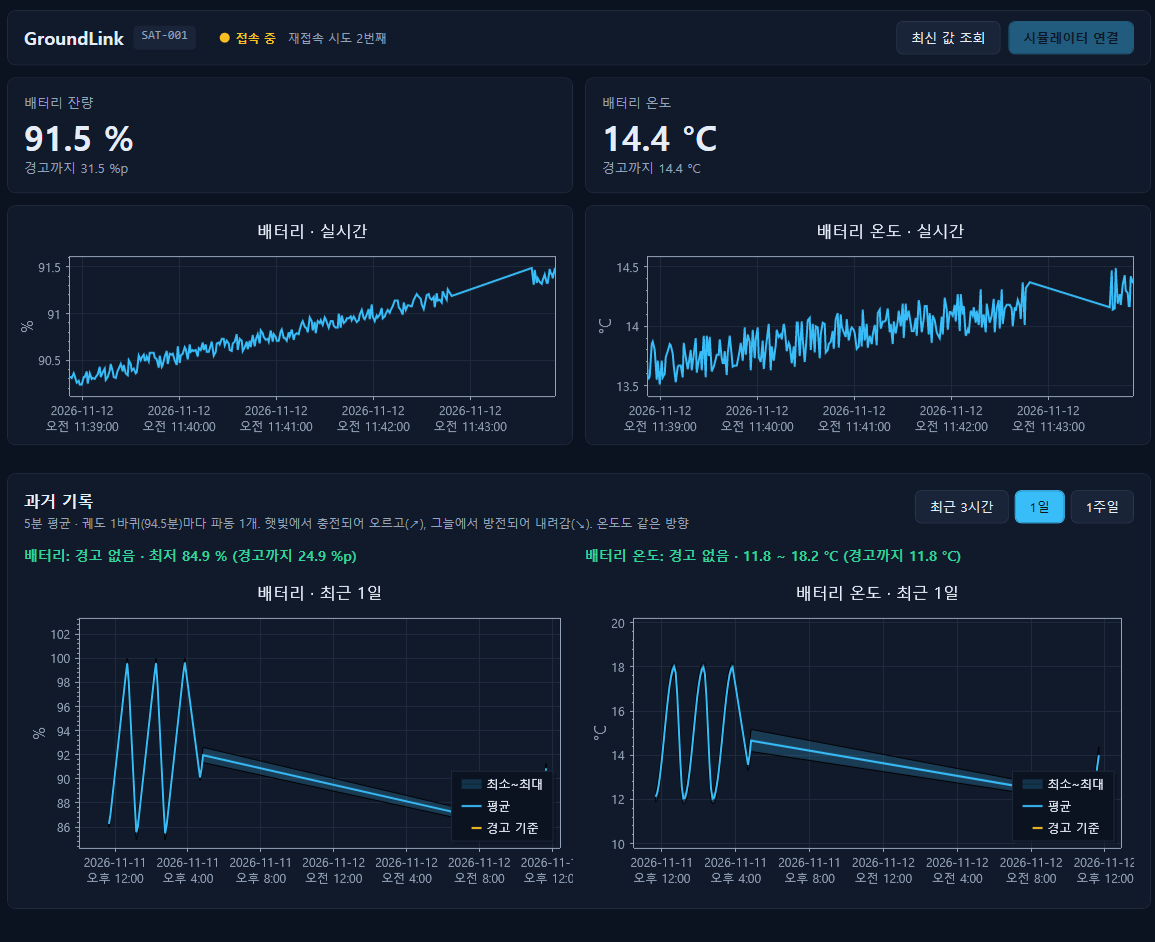 GroundLink SAT-001 접속 중 재접속 시도 2번째 최신 값 조회 시뮬레이터 연결
배터리 잔량
91.5 %
경고까지 31.5 %p
배터리 온도
14.4 °C
경고까지 14.4 °C
배터리 · 실시간
91.5
91
90.5
%
2026-11-12 2026-11-12 2026-11-12 2026-11-12 2026-11-12
오전 11:39:00 오전 11:40:00 오전 11:41:00 오전 11:42:00 오전 11:43:00
배터리 온도 · 실시간
14.5
14
13.5
°C
2026-11-12 2026-11-12 2026-11-12 2026-11-12 2026-11-12
오전 11:39:00 오전 11:40:00 오전 11:41:00 오전 11:42:00 오전 11:43:00
과거 기록
5분 평균 · 궤도 1바퀴(94.5분)마다 파동 1개. 햇빛에서 충전되어 오르고(↗), 그늘에서 방전되어 내려감(↘). 온도도 같은 방향
최근 3시간 1일 1주일
배터리: 경고 없음 · 최저 84.9 % (경고까지 24.9 %p)
배터리 온도: 경고 없음 · 11.8 ~ 18.2 °C (경고까지 11.8 °C)
배터리 · 최근 1일
102
100
98
96
94
92
90
88
86
%
최소~최대
평균
경고 기준
2026-11-11 2026-11-11 2026-11-11 2026-11-12 2026-11-12 2026-11-12 2026-11-1
오후 12:00 오후 4:00 오후 8:00 오전 12:00 오전 4:00 오전 8:00 오후 12:0
배터리 온도 · 최근 1일
20
18
16
14
12
10
°C
최소~최대
평균
경고 기준
2026-11-11 2026-11-11 2026-11-11 2026-11-12 2026-11-12 2026-11-12 2026-11-12
오후 12:00 오후 4:00 오후 8:00 오전 12:00 오전 4:00 오전 8:00 오후 12:00